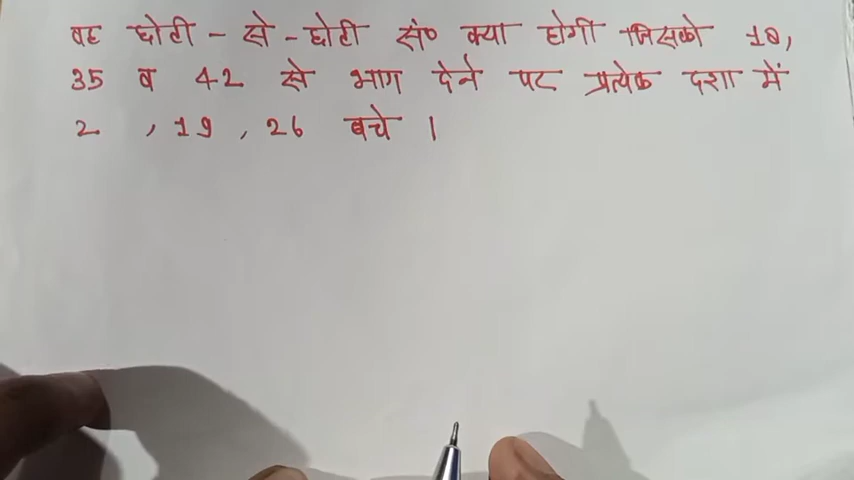 वह छोटी - से - छोटी सं० क्या होगी जिसको 18,
35 व 42 से भाग देने पर प्रत्येक दशा में
2 , 19 , 26 बचे ।